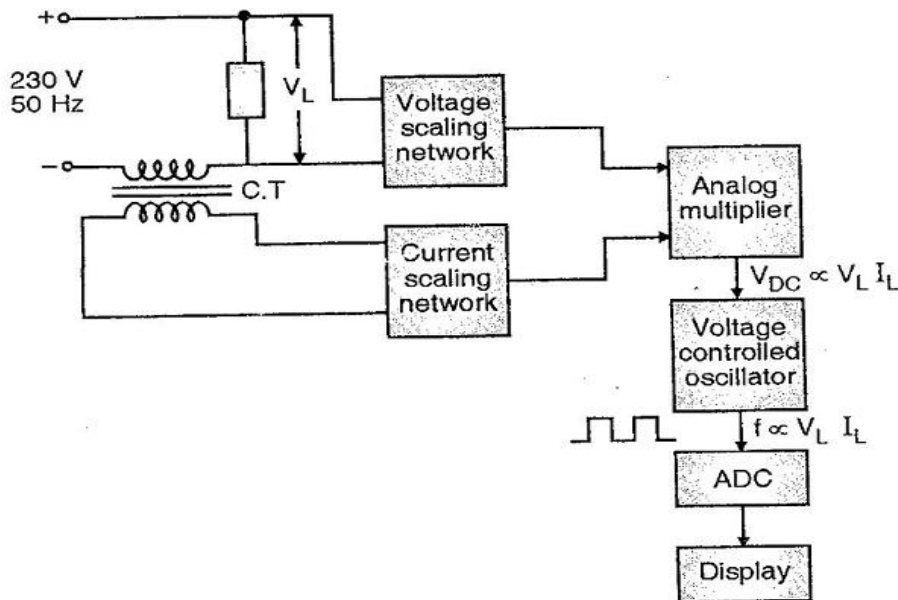 +
230 V
50 Hz
V_L
Voltage
scaling
network
−
C.T
Analog
multiplier
Current
scaling
network
V_DC ∝ V_L I_L
Voltage
controlled
oscillator
f ∝ V_L I_L
ADC
Display